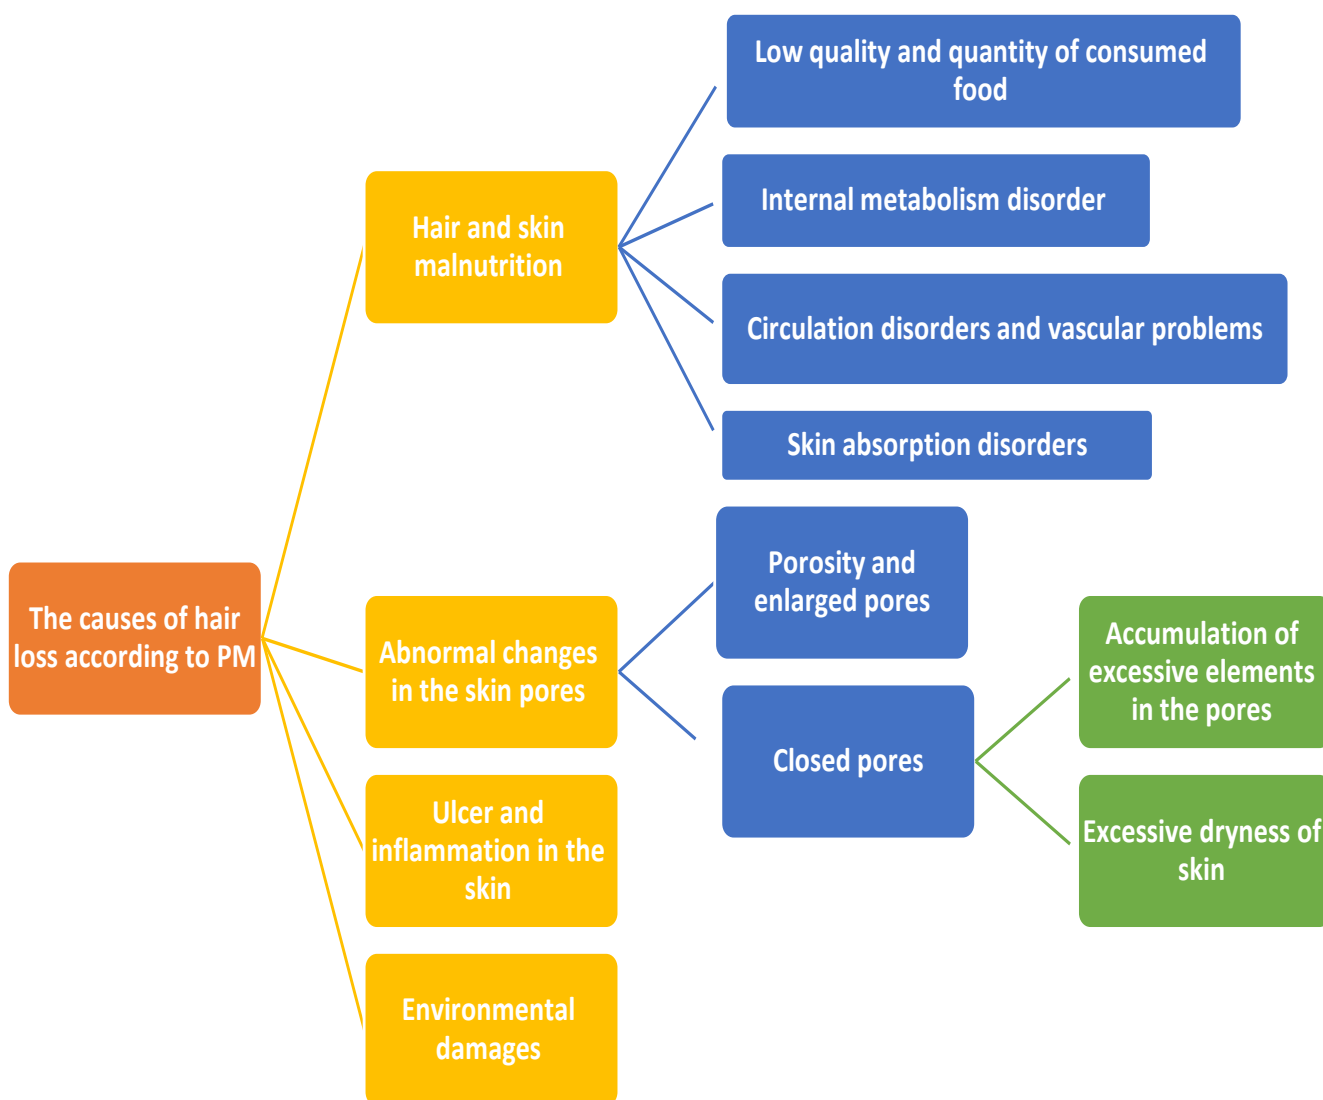 Low quality and quantity of consumed
food
Internal metabolism disorder
Hair and skin
malnutrition
Circulation disorders and vascular problems
Skin absorption disorders
Porosity and
enlarged pores
The causes of hair
loss according to PM
Abnormal changes
in the skin pores
Accumulation of
excessive elements
in the pores
Closed pores
Ulcer and
inflammation in the
skin
Excessive dryness of
skin
Environmental
damages